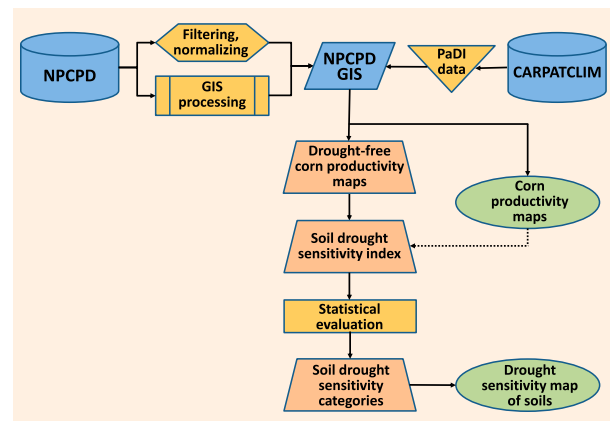 NPCPD
Filtering,
normalizing
GIS
processing
NPCPD
GIS
PaDI
data
CARPATCLIM
Drought-free
corn productivity
maps
Corn
productivity
maps
Soil drought
sensitivity index
Statistical
evaluation
Soil drought
sensitivity
categories
Drought
sensitivity map
of soils